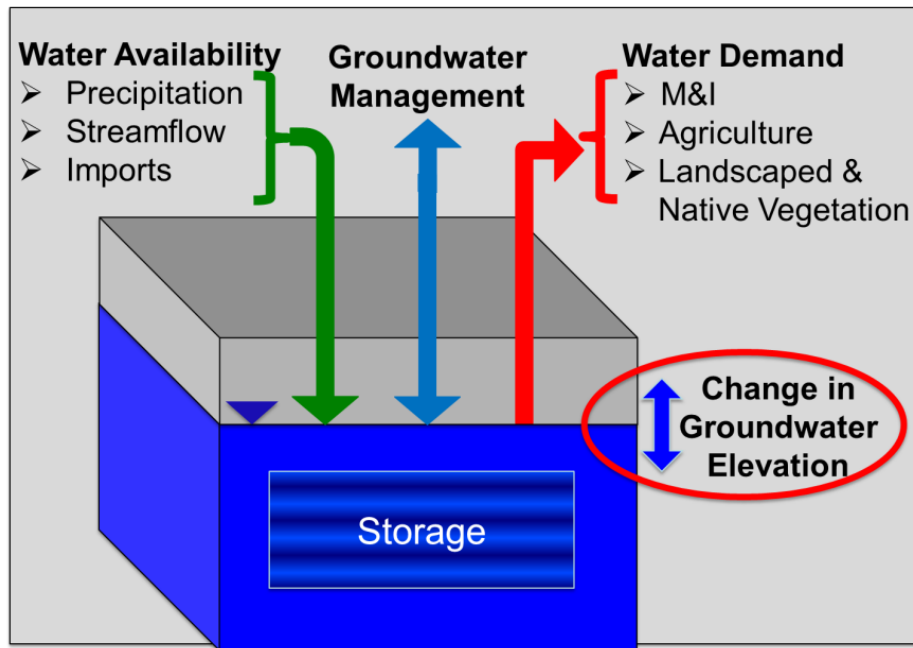 Water Availability
➢ Precipitation
➢ Streamflow
➢ Imports
Groundwater
Management
Water Demand
➢ M&I
➢ Agriculture
➢ Landscaped &
Native Vegetation
Change in
Groundwater
Elevation
Storage